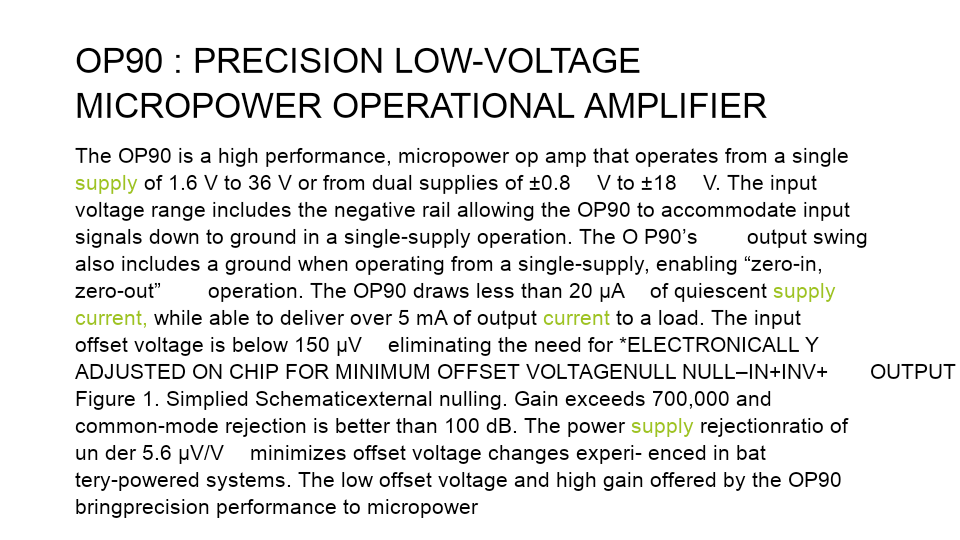 OP90 : PRECISION LOW-VOLTAGE
MICROPOWER OPERATIONAL AMPLIFIER
The OP90 is a high performance, micropower op amp that operates from a single
supply of 1.6 V to 36 V or from dual supplies of ±0.8 V to ±18 V. The input
voltage range includes the negative rail allowing the OP90 to accommodate input
signals down to ground in a single-supply operation. The O P90’s output swing
also includes a ground when operating from a single-supply, enabling “zero-in,
zero-out” operation. The OP90 draws less than 20 μA of quiescent supply
current, while able to deliver over 5 mA of output current to a load. The input
offset voltage is below 150 μV eliminating the need for *ELECTRONICALL Y
ADJUSTED ON CHIP FOR MINIMUM OFFSET VOLTAGENULL NULL–IN+INV+ OUTPUT
Figure 1. Simplied Schematicexternal nulling. Gain exceeds 700,000 and
common-mode rejection is better than 100 dB. The power supply rejectionratio of
un der 5.6 μV/V minimizes offset voltage changes experi- enced in bat
tery-powered systems. The low offset voltage and high gain offered by the OP90
bringprecision performance to micropower